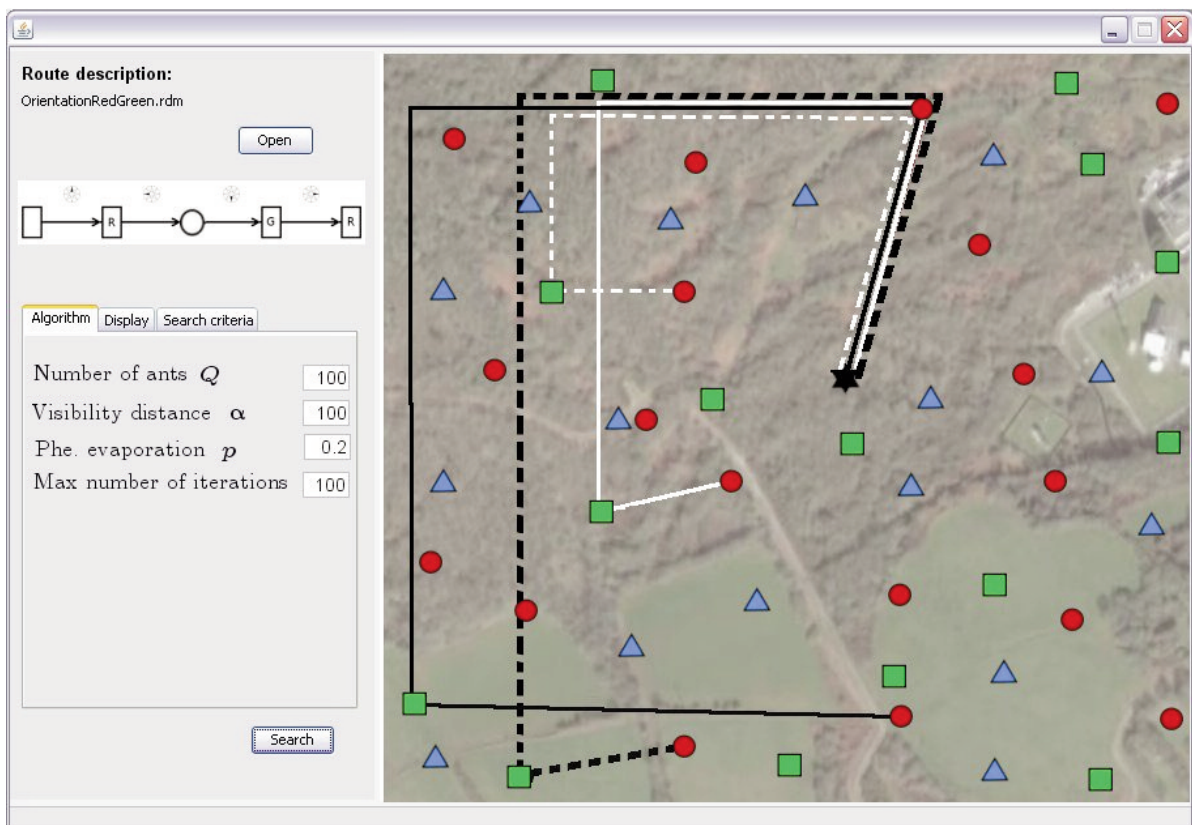 Route description:
OrientationRedGreen.rdm
Open
R G R
Algorithm Display Search criteria
Number of ants Q 100
Visibility distance α 100
Phe. evaporation p 0.2
Max number of iterations 100
Search